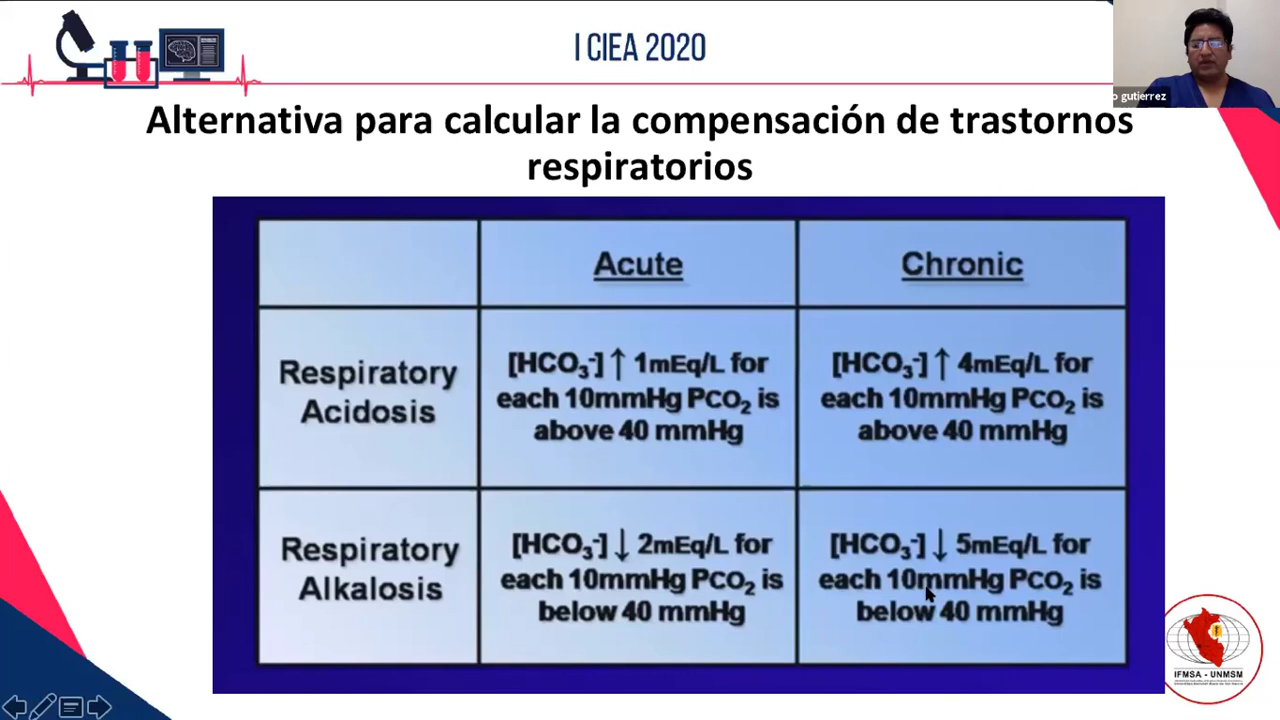 I CIEA 2020
gutierrez
Alternativa para calcular la compensación de trastornos
respiratorios
Acute
Chronic
Respiratory
Acidosis
[HCO₃⁻] ↑ 1mEq/L for
each 10mmHg PCO₂ is
above 40 mmHg
[HCO₃⁻] ↑ 4mEq/L for
each 10mmHg PCO₂ is
above 40 mmHg
Respiratory
Alkalosis
[HCO₃⁻] ↓ 2mEq/L for
each 10mmHg PCO₂ is
below 40 mmHg
[HCO₃⁻] ↓ 5mEq/L for
each 10mmHg PCO₂ is
below 40 mmHg
IFMSA - UNMSM